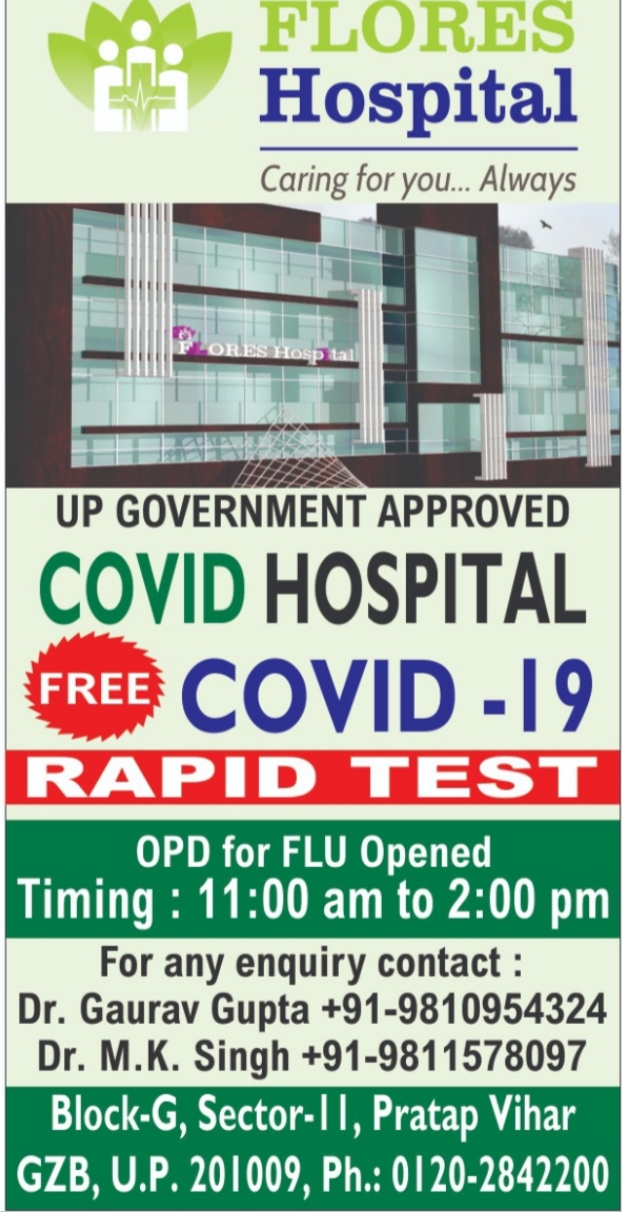 FLORES
Hospital
Caring for you... Always
FLORES Hospital
UP GOVERNMENT APPROVED
COVID HOSPITAL
FREE COVID -19
RAPID TEST
OPD for FLU Opened
Timing : 11:00 am to 2:00 pm
For any enquiry contact :
Dr. Gaurav Gupta +91-9810954324
Dr. M.K. Singh +91-9811578097
Block-G, Sector-11, Pratap Vihar
GZB, U.P. 201009, Ph.: 0120-2842200